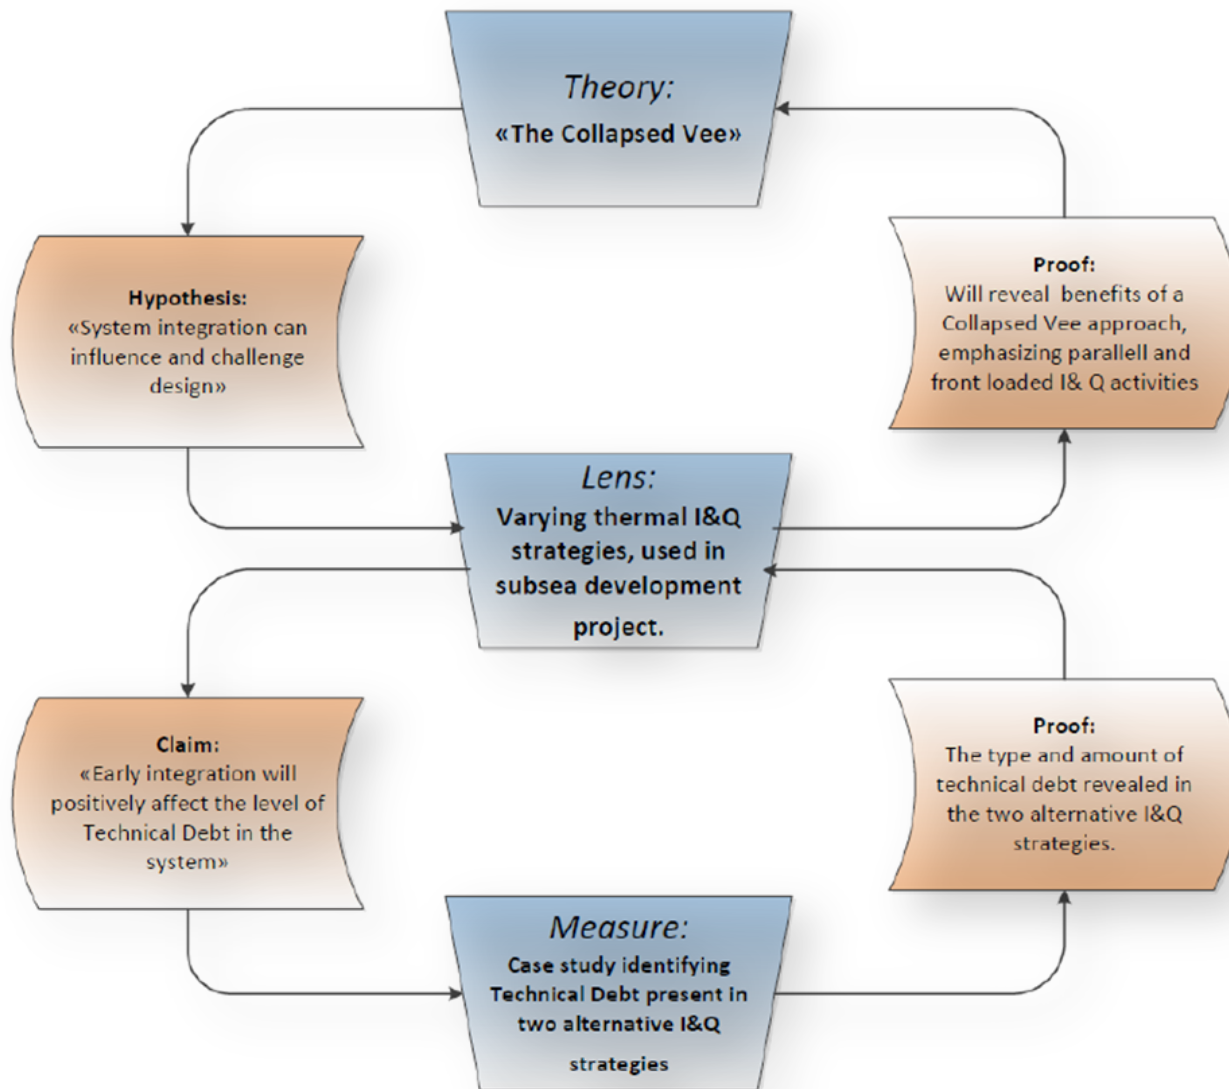 Theory:
«The Collapsed Vee»
Hypothesis:
«System integration can
influence and challenge
design»
Proof:
Will reveal benefits of a
Collapsed Vee approach,
emphasizing parallell and
front loaded I& Q activities
Lens:
Varying thermal I&Q
strategies, used in
subsea development
project.
Claim:
«Early integration will
positively affect the level of
Technical Debt in the
system»
Proof:
The type and amount of
technical debt revealed in
the two alternative I&Q
strategies.
Measure:
Case study identifying
Technical Debt present in
two alternative I&Q
strategies